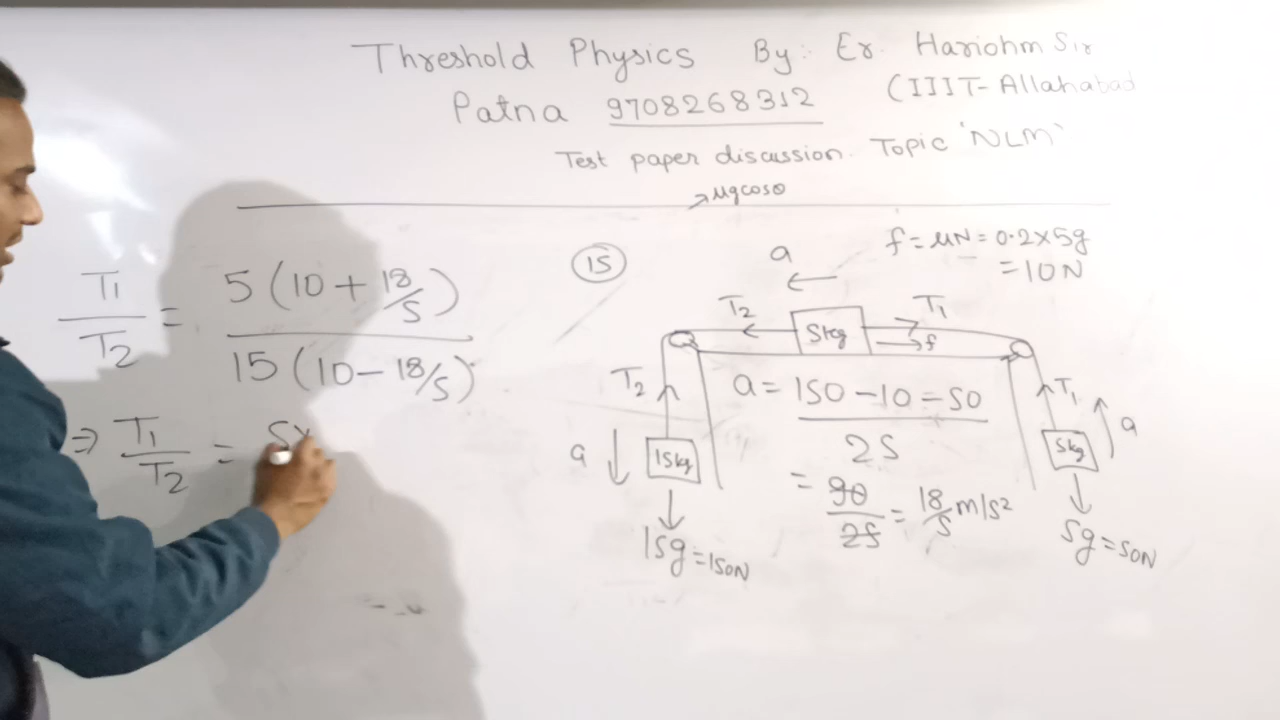 Threshold Physics By: Er. Hariohm Sir
Patna 9708268312 (IIIT-Allahabad
Test paper discussion. Topic 'NLM'
→μgcosθ
T1/T2 = 5(10+18/5)/15(10-18/5)
⇒ T1/T2 = 5x
15
f=μN=0.2×5g
=10N
a
T2
5kg
T1
f
T2
a
15kg
15g=150N
a = 150-10-50/25
= 90/25 = 18/5 m/s²
T1
a
5kg
5g=50N